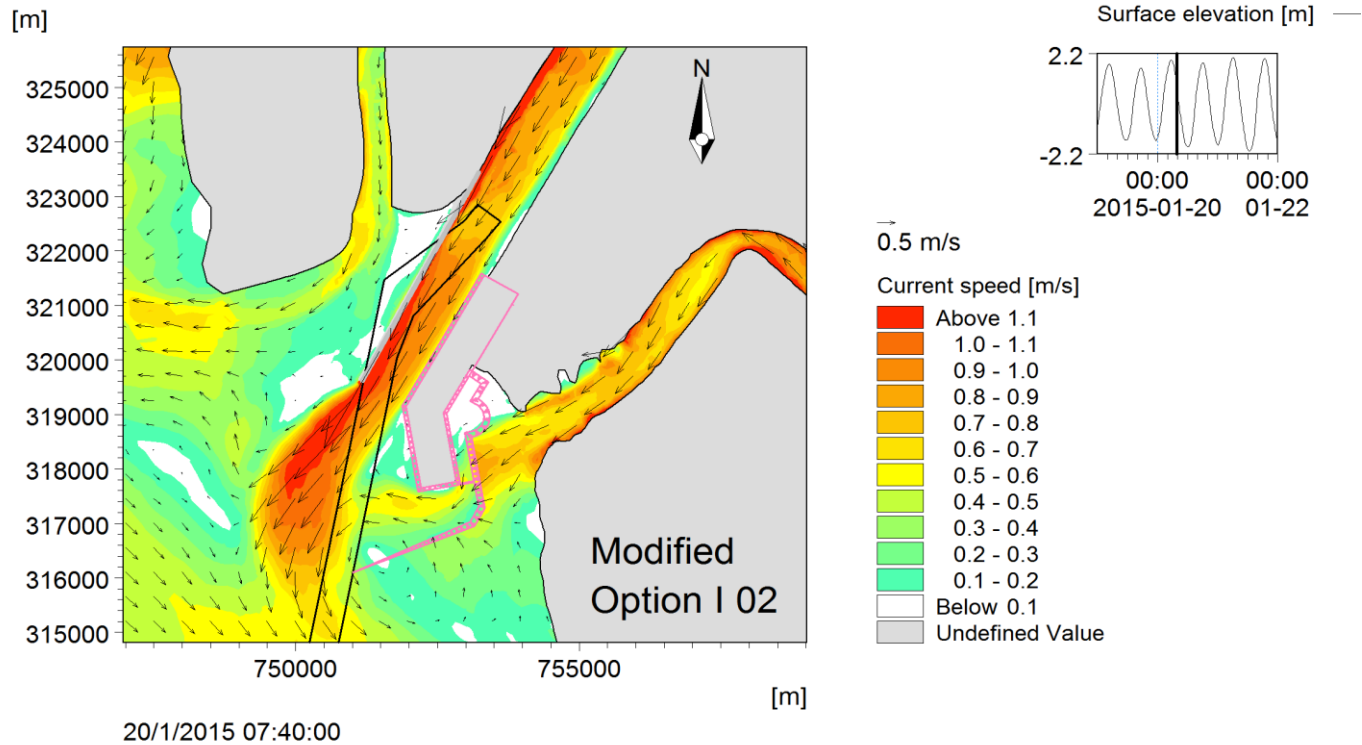 [m]
325000
324000
323000
322000
321000
320000
319000
318000
317000
316000
315000
750000 755000
[m]
20/1/2015 07:40:00
N
Modified
Option I 02
Surface elevation [m]
2.2
-2.2
00:00 00:00
2015-01-20 01-22
0.5 m/s
Current speed [m/s]
Above 1.1
1.0 - 1.1
0.9 - 1.0
0.8 - 0.9
0.7 - 0.8
0.6 - 0.7
0.5 - 0.6
0.4 - 0.5
0.3 - 0.4
0.2 - 0.3
0.1 - 0.2
Below 0.1
Undefined Value